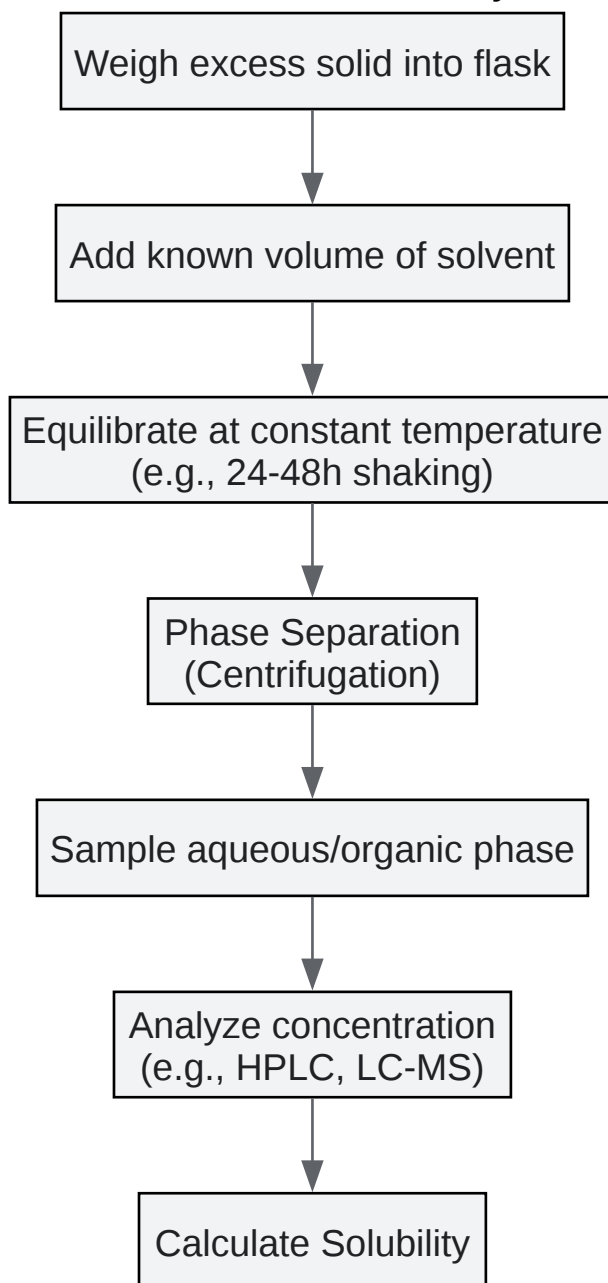 Weigh excess solid into flask
Add known volume of solvent
Equilibrate at constant temperature
(e.g., 24-48h shaking)
Phase Separation
(Centrifugation)
Sample aqueous/organic phase
Analyze concentration
(e.g., HPLC, LC-MS)
Calculate Solubility